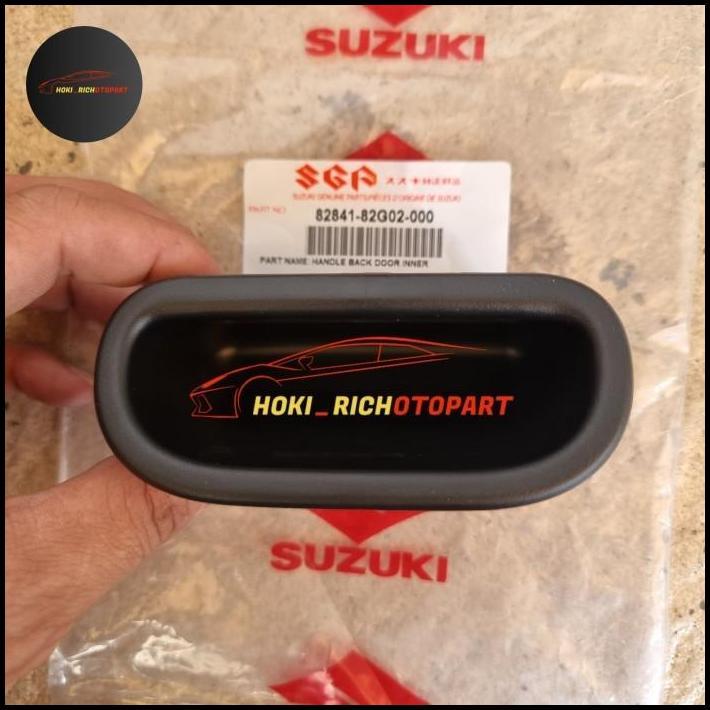 HOKI_RICHOTOPART
SUZUKI
SGP
SUZUKI GENUINE PARTS/PIÈCES D'ORIGINE DE SUZUKI
PART NO.
82841-82G02-000
PART NAME: HANDLE BACK DOOR INNER
HOKI_RICHOTOPART
SUZUKI